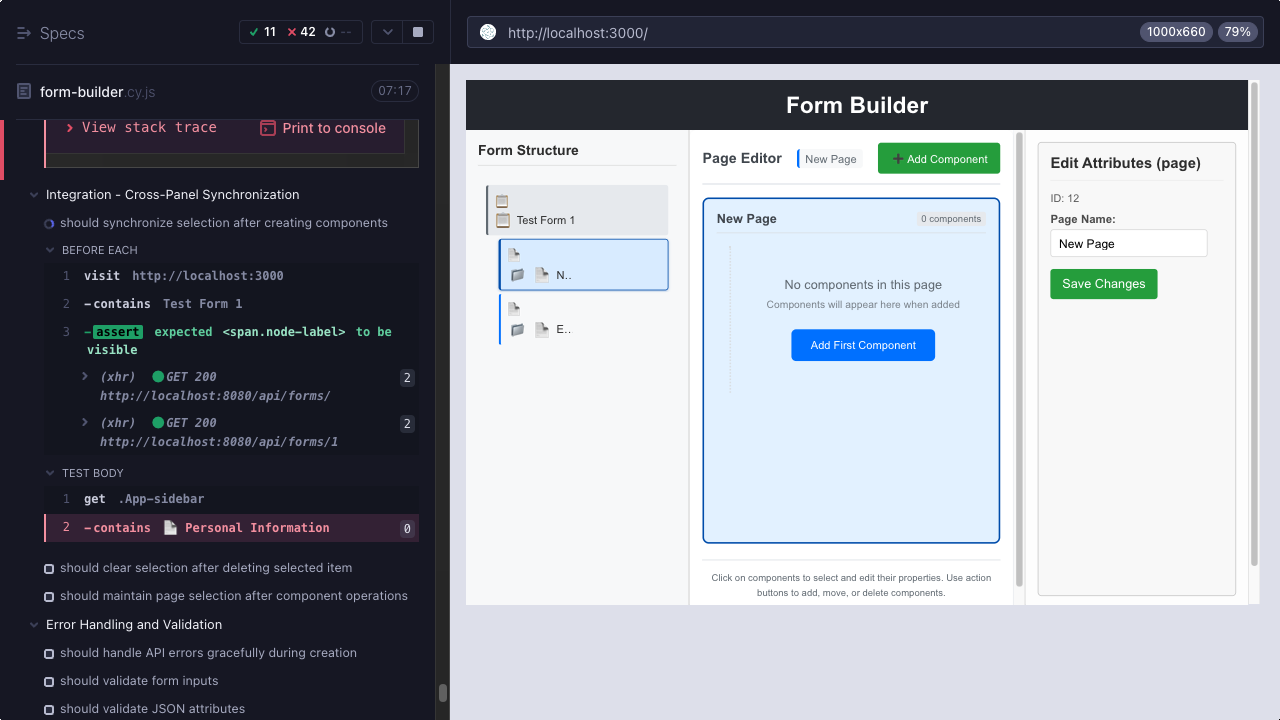 Specs
11 42 --
form-builder.cy.js 07:17
View stack trace Print to console
Integration - Cross-Panel Synchronization
should synchronize selection after creating components
BEFORE EACH
1 visit http://localhost:3000
2 -contains Test Form 1
3 -assert expected <span.node-label> to be
visible
(xhr) GET 200 2
http://localhost:8080/api/forms/
(xhr) GET 200 2
http://localhost:8080/api/forms/1
TEST BODY
1 get .App-sidebar
2 -contains Personal Information 0
should clear selection after deleting selected item
should maintain page selection after component operations
Error Handling and Validation
should handle API errors gracefully during creation
should validate form inputs
should validate JSON attributes
http://localhost:3000/ 1000x660 79%
Form Builder
Form Structure
Test Form 1
N..
E..
Page Editor New Page Add Component
New Page 0 components
No components in this page
Components will appear here when added
Add First Component
Click on components to select and edit their properties. Use action
buttons to add, move, or delete components.
Edit Attributes (page)
ID: 12
Page Name:
New Page
Save Changes